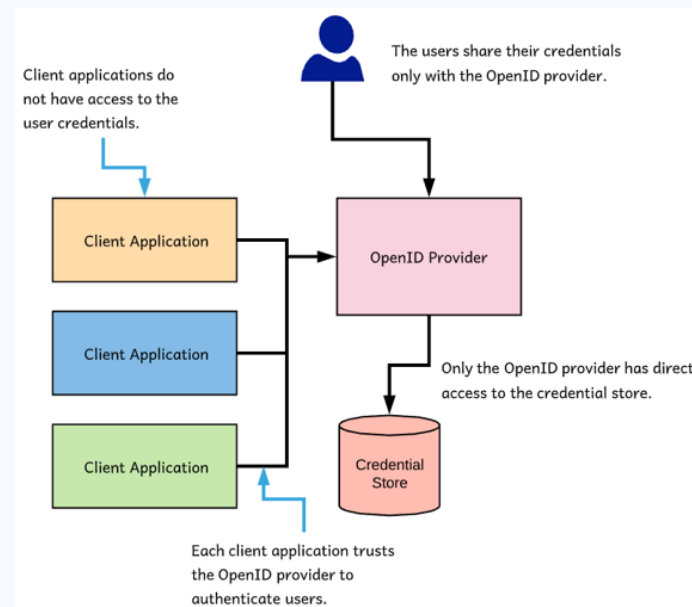 The users share their credentials
only with the OpenID provider.
Client applications do
not have access to the
user credentials.
Client Application
OpenID Provider
Client Application
Only the OpenID provider has direct
access to the credential store.
Client Application
Credential
Store
Each client application trusts
the OpenID provider to
authenticate users.